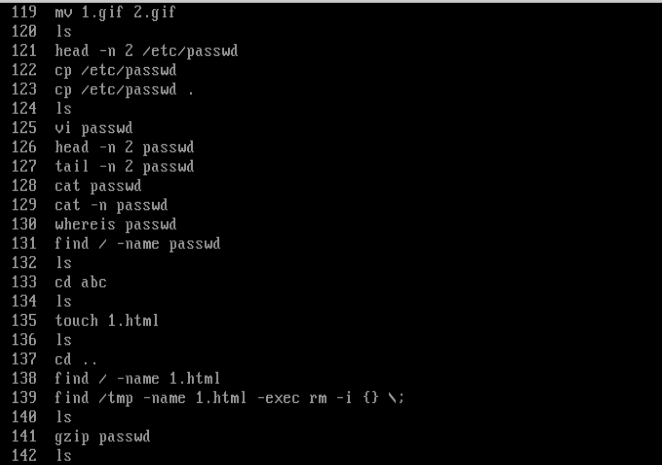 119 mv 1.gif 2.gif
120 ls
121 head -n 2 /etc/passwd
122 cp /etc/passwd
123 cp /etc/passwd .
124 ls
125 vi passwd
126 head -n 2 passwd
127 tail -n 2 passwd
128 cat passwd
129 cat -n passwd
130 whereis passwd
131 find / -name passwd
132 ls
133 cd abc
134 ls
135 touch 1.html
136 ls
137 cd ..
138 find / -name 1.html
139 find /tmp -name 1.html -exec rm -i {} \;
140 ls
141 gzip passwd
142 ls